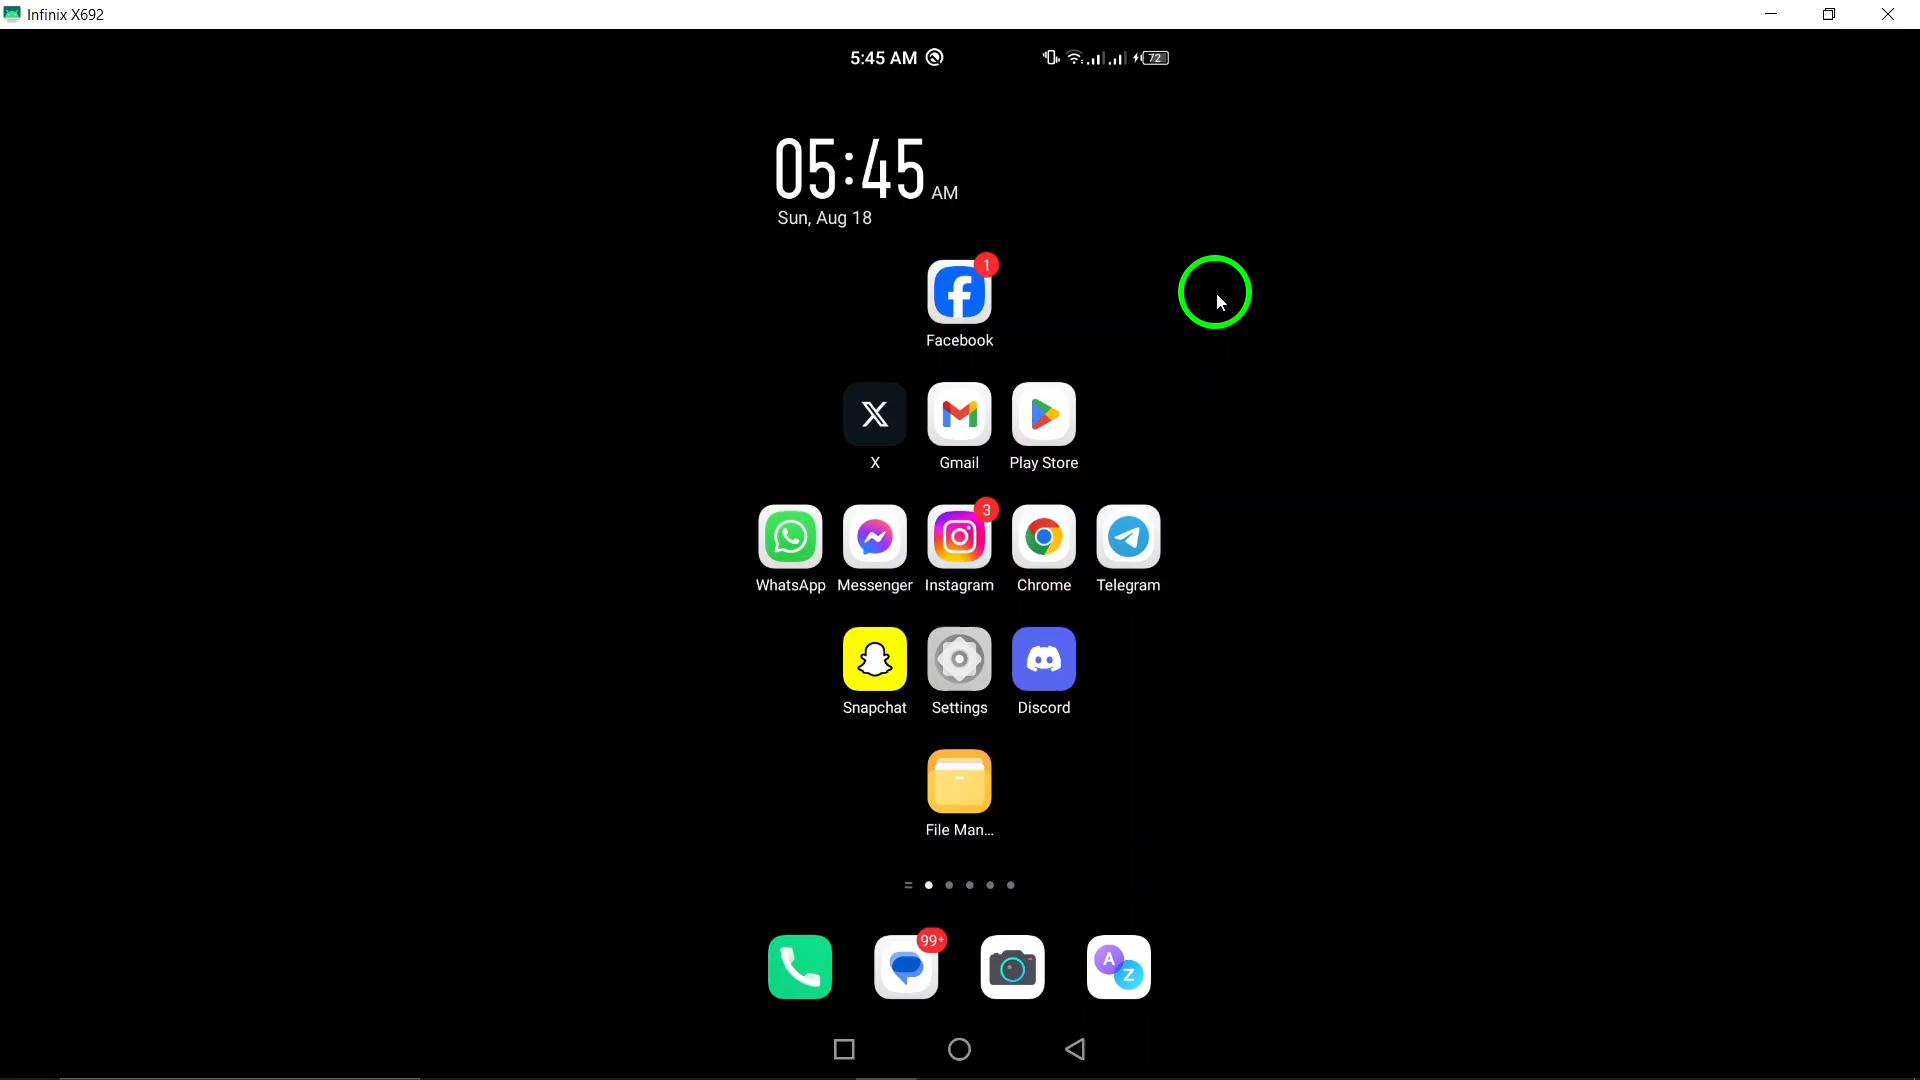 Infinix X692
5:45 AM
72
05:45 AM
Sun, Aug 18
1
Facebook
X Gmail Play Store
3
WhatsApp Messenger Instagram Chrome Telegram
Snapchat Settings Discord
File Man...
99+
A
Z